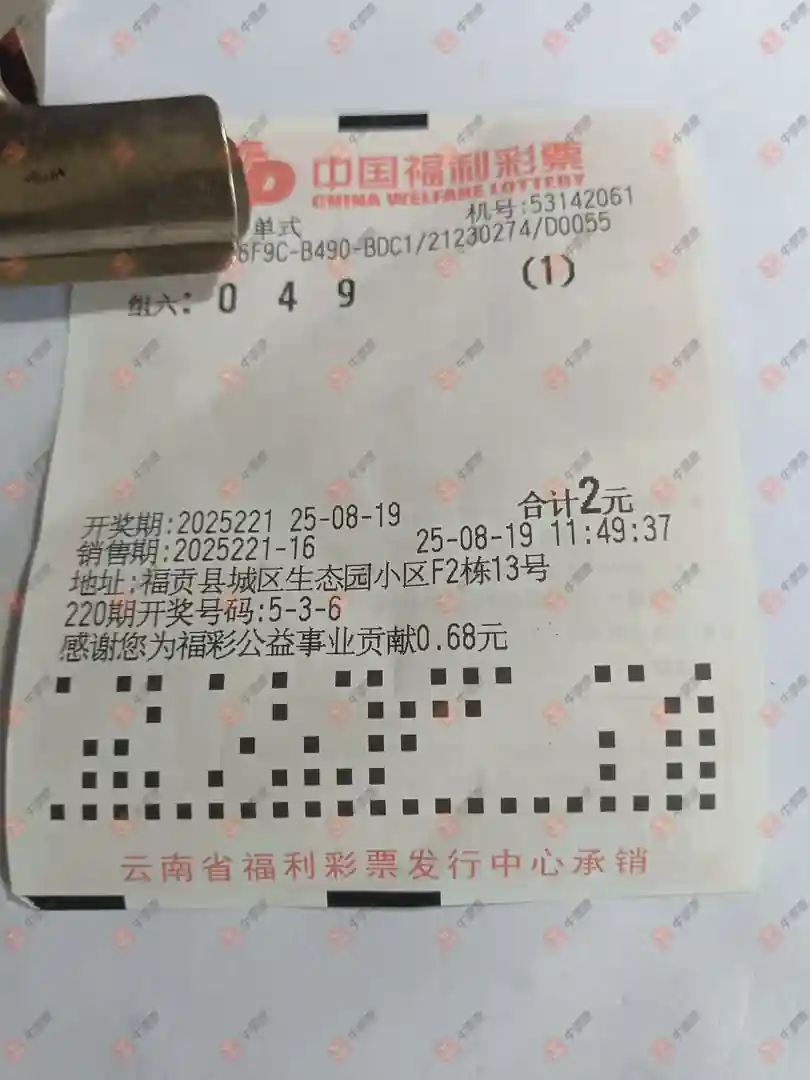 中国福利彩票
CHINA WELFARE LOTTERY
单式 机号:53142061
6F9C-B490-BDC1/21230274/D0055
组六: 0 4 9 (1)
合计2元
开奖期:2025221 25-08-19
销售期:2025221-16 25-08-19 11:49:37
地址:福贡县城区生态园小区F2栋13号
220期开奖号码:5-3-6
感谢您为福彩公益事业贡献0.68元
云南省福利彩票发行中心承销